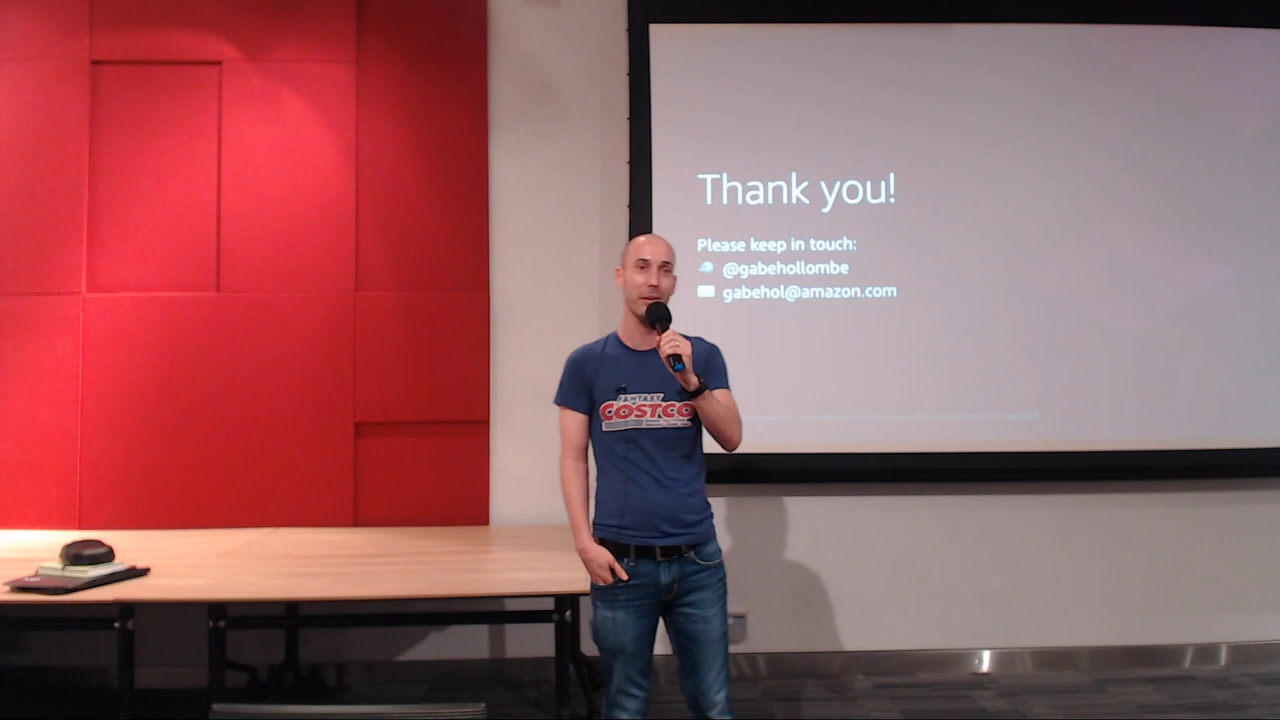 Thank you!
Please keep in touch:
@gabehollombe
gabehol@amazon.com
FANTASY
COSTCO